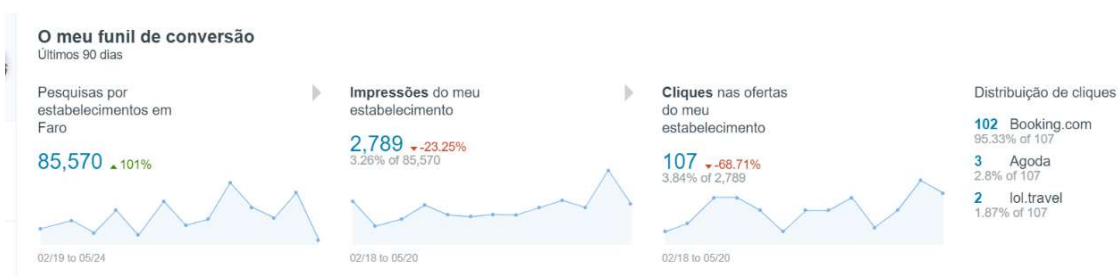 O meu funil de conversão
Últimos 90 dias
Pesquisas por
estabelecimentos em
Faro
85,570 101%
02/19 to 05/24
Impressões do meu
estabelecimento
2,789 -23.25%
3.26% of 85,570
02/18 to 05/20
Cliques nas ofertas
do meu
estabelecimento
107 -68.71%
3.84% of 2,789
02/18 to 05/20
Distribuição de cliques
102 Booking.com
95.33% of 107
3 Agoda
2.8% of 107
2 lol.travel
1.87% of 107